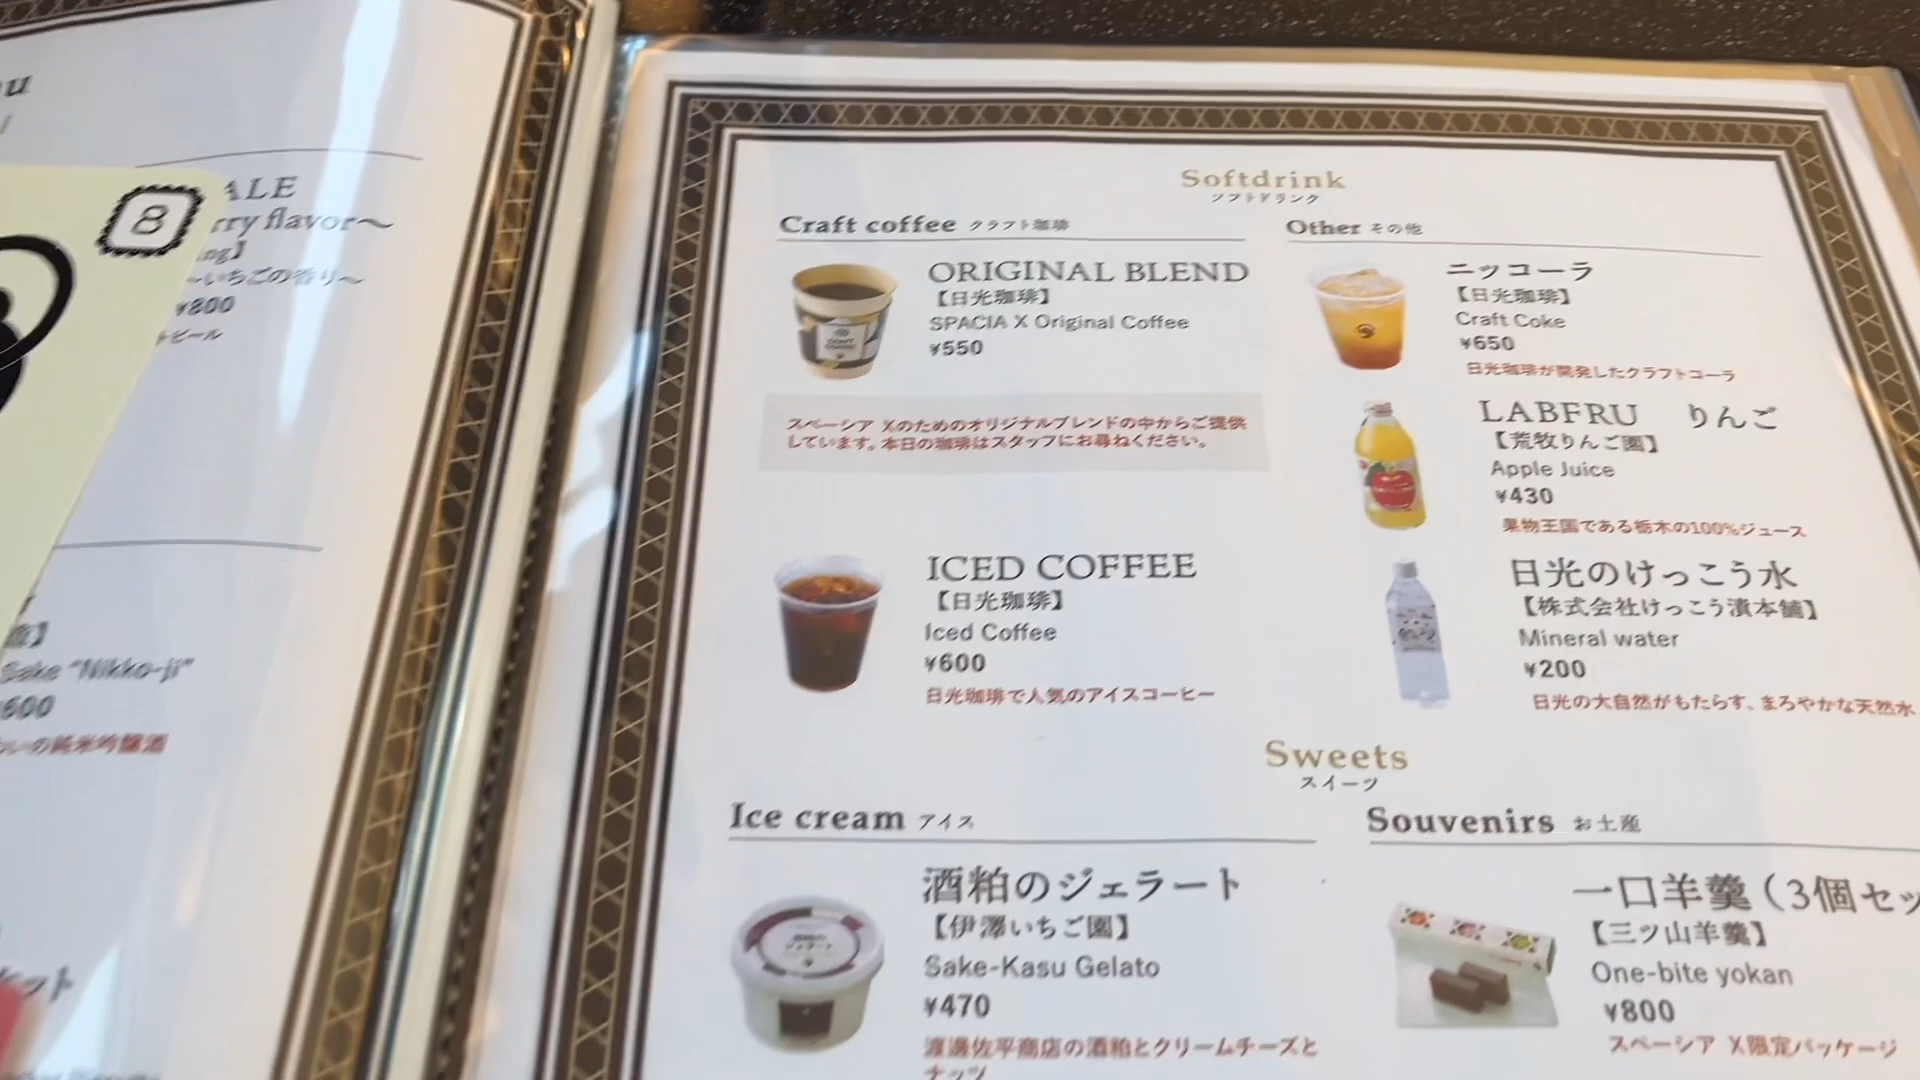 ALE
rry flavor～
ng】
～いちごの香り～
¥800
トビール
8
Sake "Nikko-ji"
600
の純米吟醸酒
Softdrink
ソフトドリンク
Craft coffee クラフト珈琲
ORIGINAL BLEND
【日光珈琲】
SPACIA X Original Coffee
¥550
スペーシア Xのためのオリジナルブレンドの中からご提供
しています。本日の珈琲はスタッフにお尋ねください。
ICED COFFEE
【日光珈琲】
Iced Coffee
¥600
日光珈琲で人気のアイスコーヒー
Other その他
ニッコーラ
【日光珈琲】
Craft Coke
¥650
日光珈琲が開発したクラフトコーラ
LABFRU りんご
【荒牧りんご園】
Apple Juice
¥430
果物王国である栃木の100%ジュース
日光のけっこう水
【株式会社けっこう漬本舗】
Mineral water
¥200
日光の大自然がもたらす、まろやかな天然水
Sweets
スイーツ
Ice cream アイス
酒粕のジェラート
【伊澤いちご園】
Sake-Kasu Gelato
¥470
渡邊佐平商店の酒粕とクリームチーズと
ナッツ
Souvenirs お土産
一口羊羹（3個セッ
【三ツ山羊羹】
One-bite yokan
¥800
スペーシア X限定パッケージ